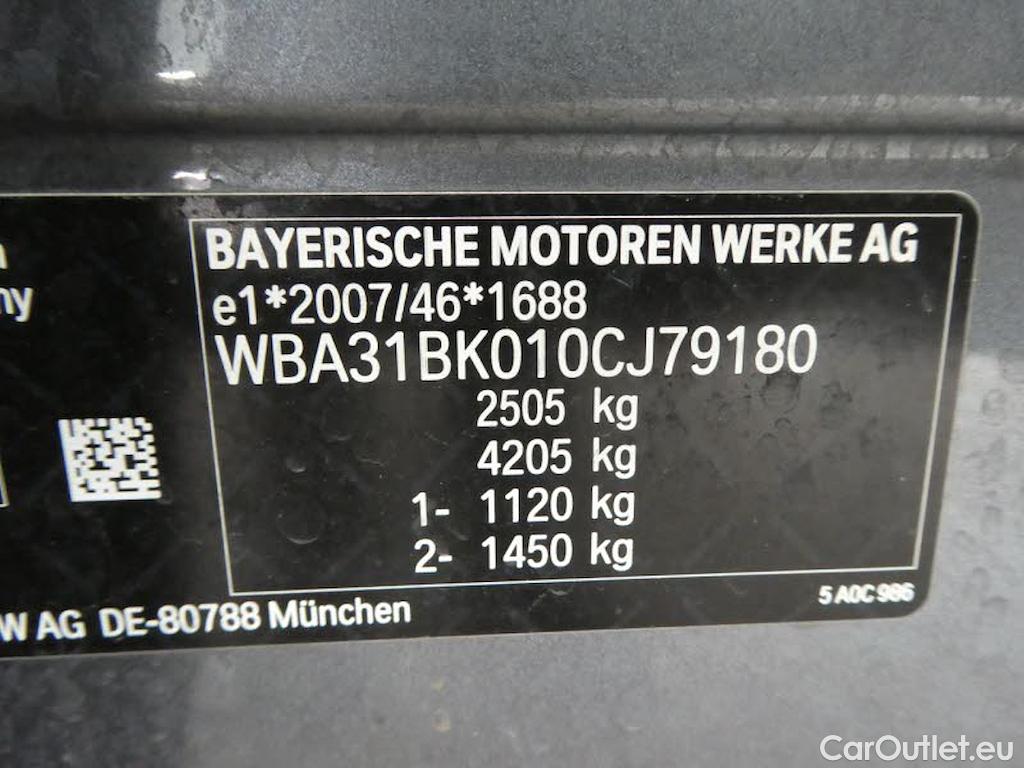 BAYERISCHE MOTOREN WERKE AG
e1*2007/46*1688
WBA31BK010CJ79180
2505 kg
4205 kg
1- 1120 kg
2- 1450 kg
5 A0C 986
W AG DE-80788 München
CarOutlet.eu